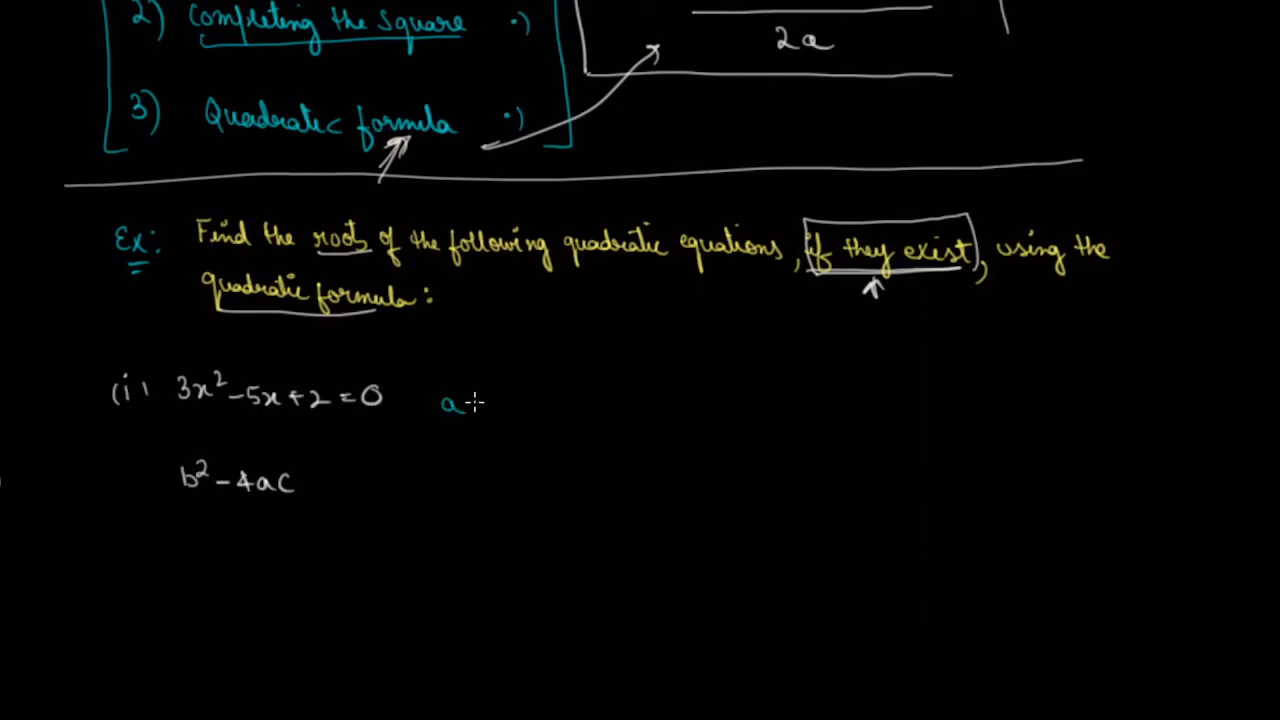 2) Completing the square •)
2a
3) Quadratic formula •)
Ex: Find the roots of the following quadratic equations, if they exist, using the
quadratic formula:
(i) 3x² - 5x + 2 = 0 a
b² - 4ac